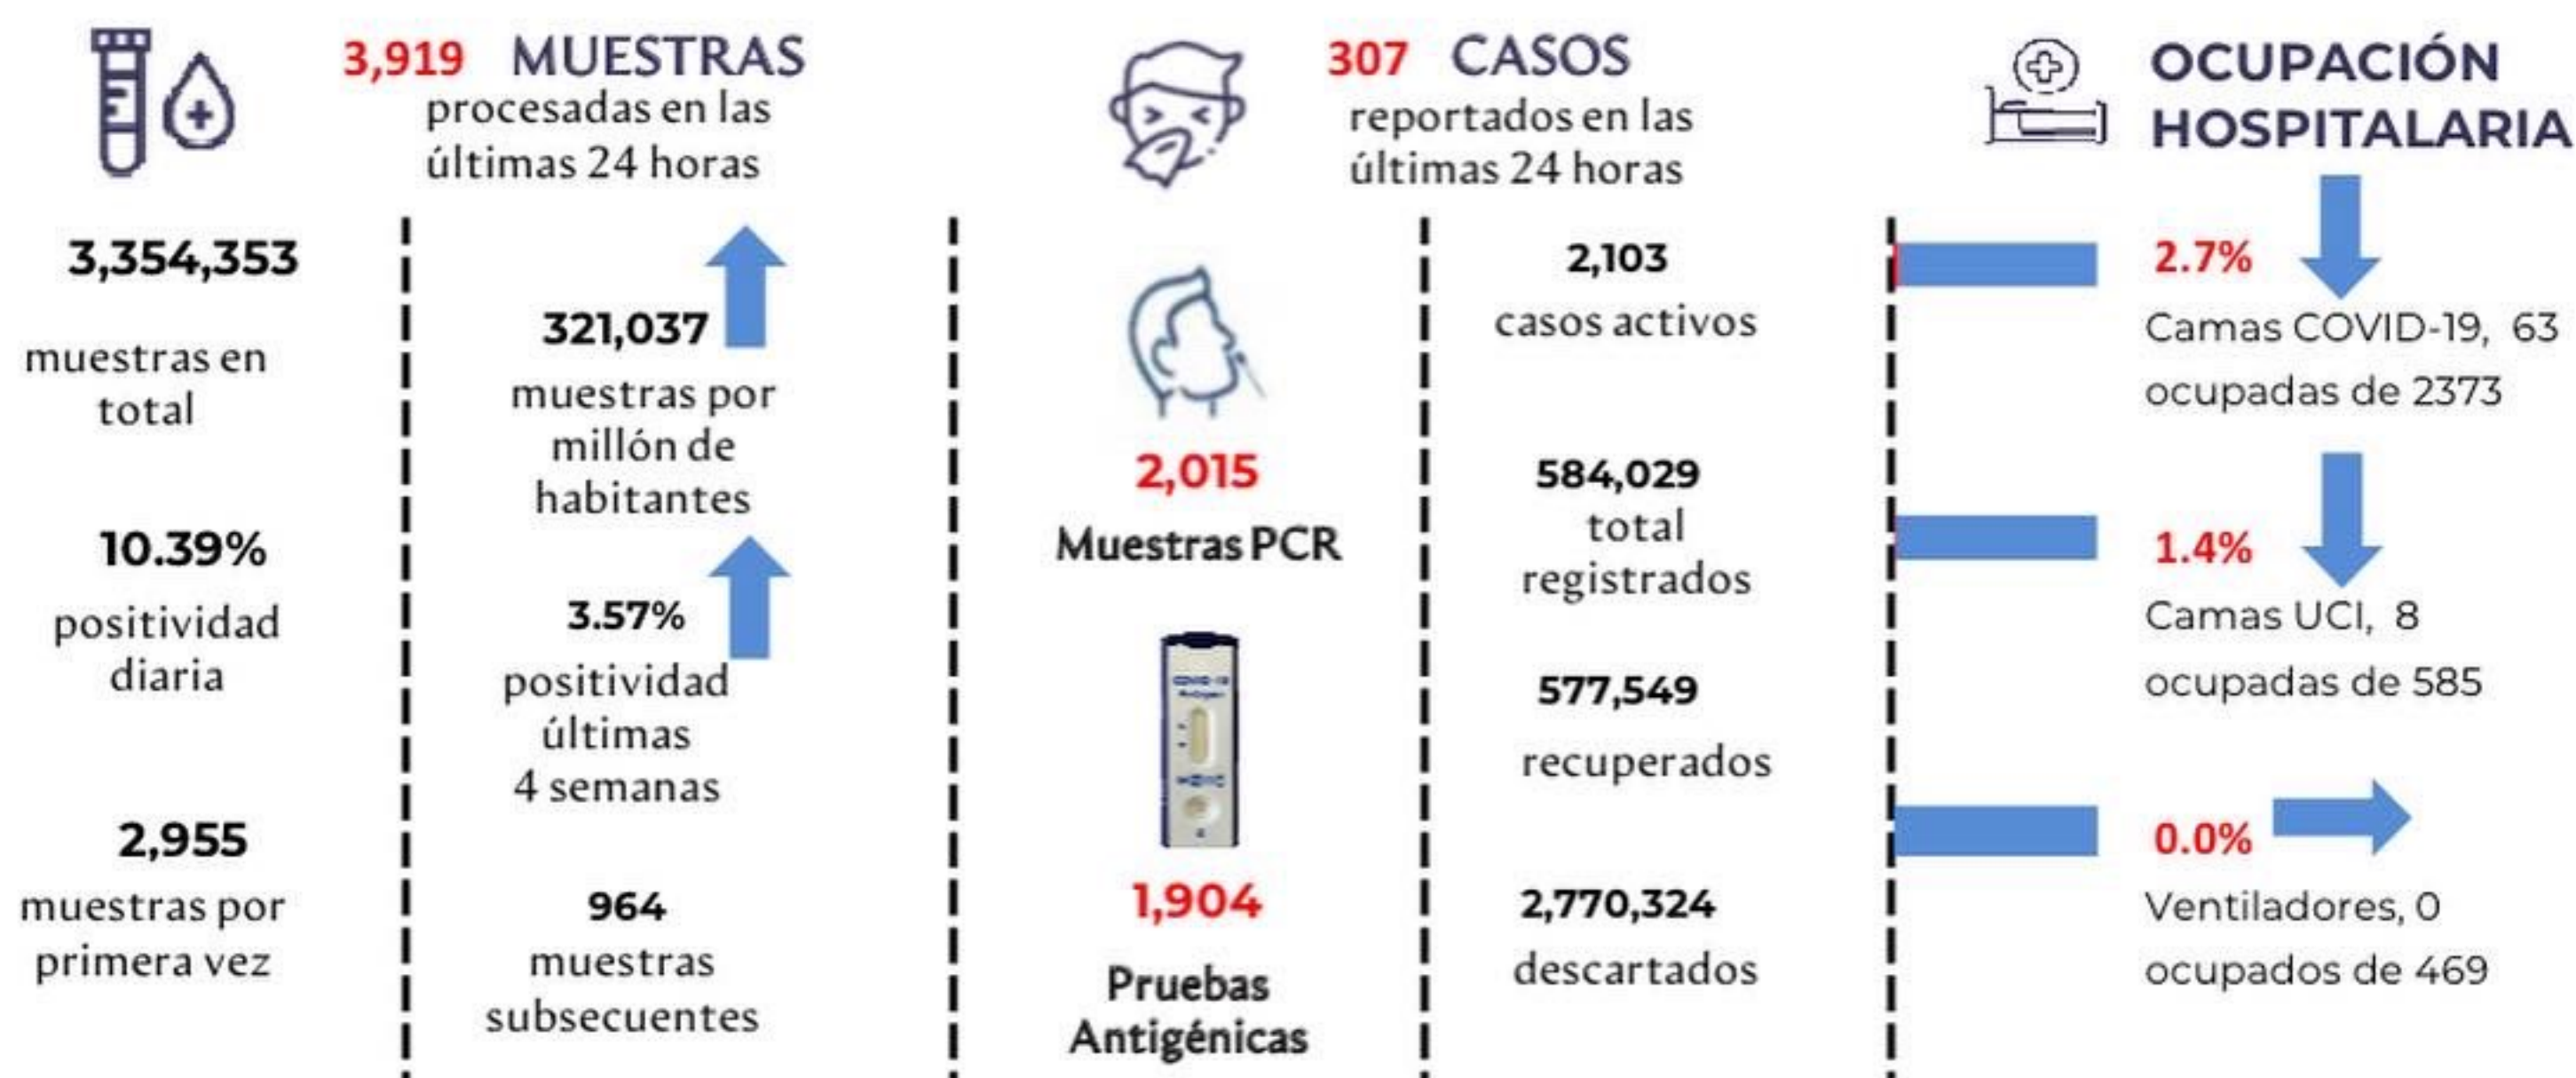 3,919 MUESTRAS
procesadas en las
últimas 24 horas
3,354,353
muestras en
total
10.39%
positividad
diaria
2,955
muestras por
primera vez
321,037
muestras por
millón de
habitantes
3.57%
positividad
últimas
4 semanas
964
muestras
subsecuentes
307 CASOS
reportados en las
últimas 24 horas
2,015
Muestras PCR
1,904
Pruebas
Antigénicas
2,103
casos activos
584,029
total
registrados
577,549
recuperados
2,770,324
descartados
OCUPACIÓN
HOSPITALARIA
2.7%
Camas COVID-19, 63
ocupadas de 2373
1.4%
Camas UCI, 8
ocupadas de 585
0.0%
Ventiladores, 0
ocupados de 469